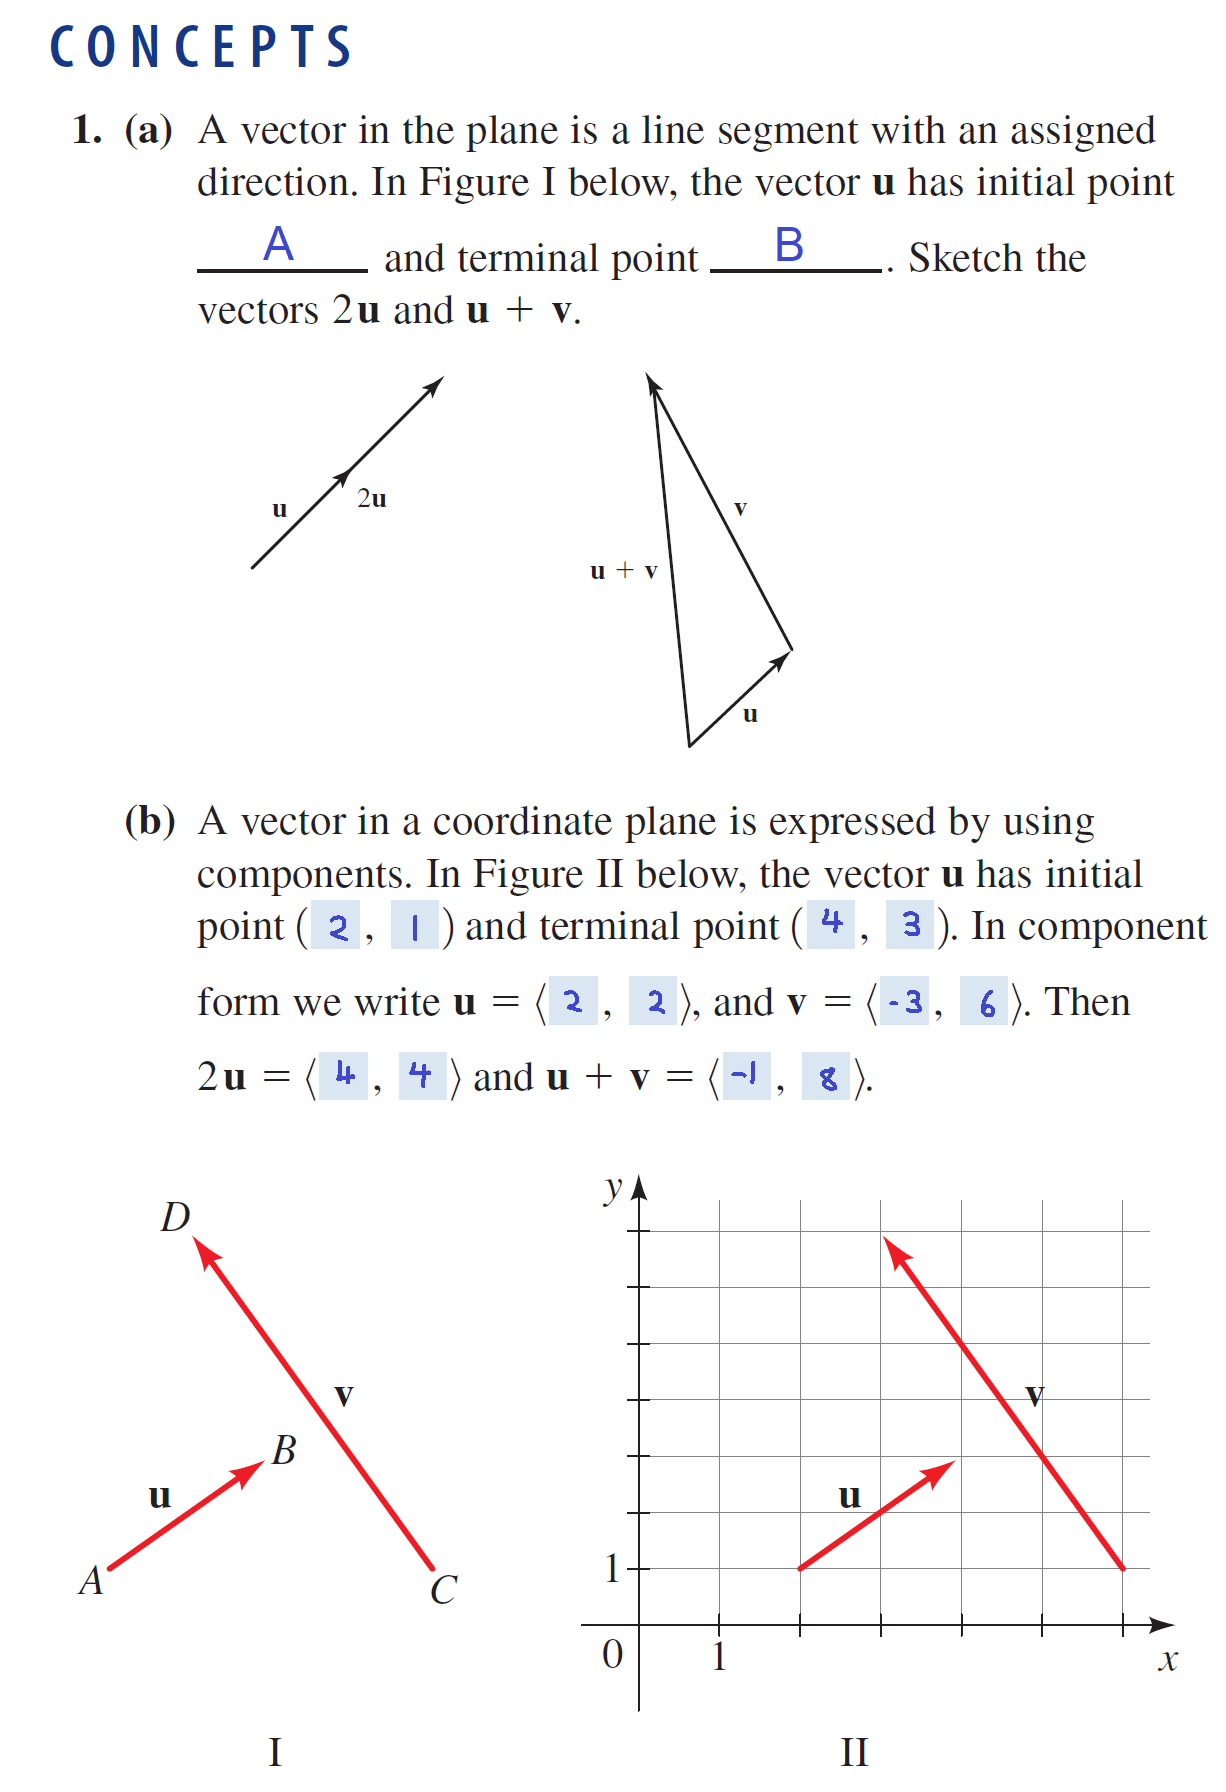 CONCEPTS
1. (a) A vector in the plane is a line segment with an assigned
direction. In Figure I below, the vector u has initial point
A and terminal point B. Sketch the
vectors 2u and u + v.
u
2u
v
u + v
u
(b) A vector in a coordinate plane is expressed by using
components. In Figure II below, the vector u has initial
point (2, 1) and terminal point (4, 3). In component
form we write u = ⟨2, 2⟩, and v = ⟨-3, 6⟩. Then
2u = ⟨4, 4⟩ and u + v = ⟨-1, 8⟩.
D
v
B
u
A
C
I
y
v
u
1
0
1
x
II